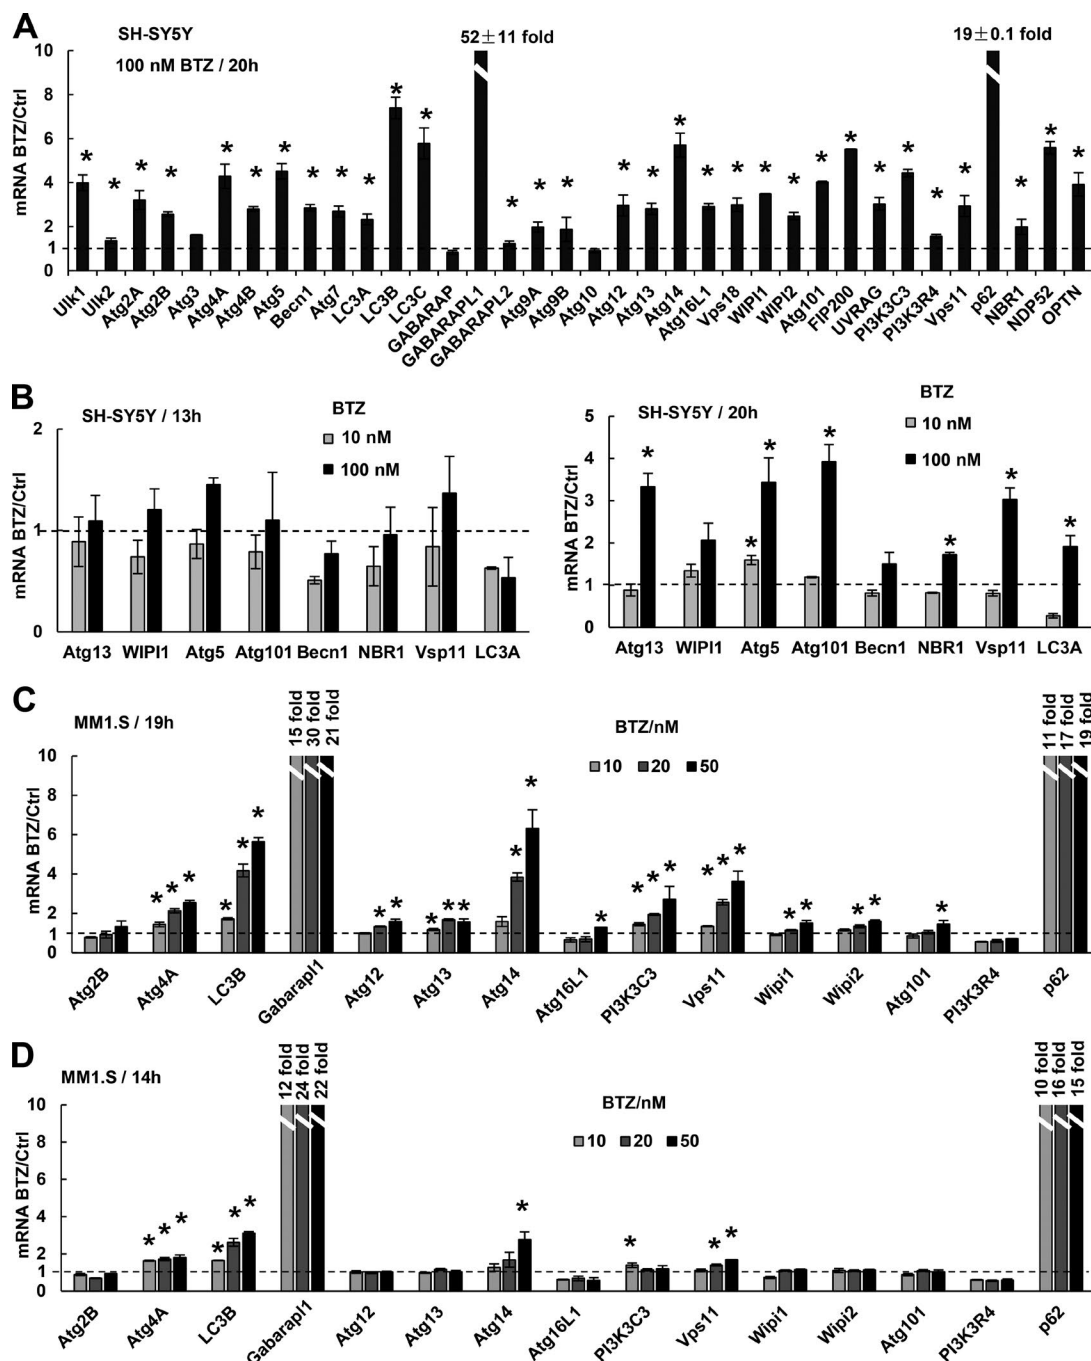 A
SH-SY5Y
100 nM BTZ / 20h
52±11 fold
19±0.1 fold
mRNA BTZ/Ctrl
10
8
6
4
2
1
0
* * * * * * * * * * * * * * * * * * * * * * * * * * * * * *
Ulk1 Ulk2 Atg2A Atg2B Atg3 Atg4A Atg4B Atg5 Becn1 Atg7 LC3A LC3B LC3C GABARAP GABARAPL1 GABARAPL2 Atg9A Atg9B Atg10 Atg12 Atg13 Atg14 Atg16L1 Vps18 WIPI1 WIPI2 Atg101 FIP200 UVRAG PI3KC3 PI3KR4 Vps11 p62 NBR1 NDP52 OPTN
B
SH-SY5Y / 13h
BTZ
10 nM
100 nM
mRNA BTZ/Ctrl
2
1
0
Atg13 WIPI1 Atg5 Atg101 Becn1 NBR1 Vsp11 LC3A
SH-SY5Y / 20h
BTZ
10 nM
100 nM
mRNA BTZ/Ctrl
5
4
3
2
1
0
* * * * * * *
Atg13 WIPI1 Atg5 Atg101 Becn1 NBR1 Vsp11 LC3A
C
MM1.S / 19h
15 fold
30 fold
21 fold
BTZ/nM
10 20 50
11 fold
17 fold
19 fold
mRNA BTZ/Ctrl
10
8
6
4
2
1
0
* * * * * * * * * * * * * * * * * * * * * * * * *
Atg2B Atg4A LC3B Gabarapl1 Atg12 Atg13 Atg14 Atg16L1 PI3K3C3 Vps11 Wipi1 Wipi2 Atg101 PI3K3R4 p62
D
MM1.S / 14h
12 fold
24 fold
22 fold
BTZ/nM
10 20 50
10 fold
16 fold
15 fold
mRNA BTZ/Ctrl
10
8
6
4
2
1
0
* * * * * * * * * *
Atg2B Atg4A LC3B Gabarapl1 Atg12 Atg13 Atg14 Atg16L1 PI3K3C3 Vps11 Wipi1 Wipi2 Atg101 PI3K3R4 p62